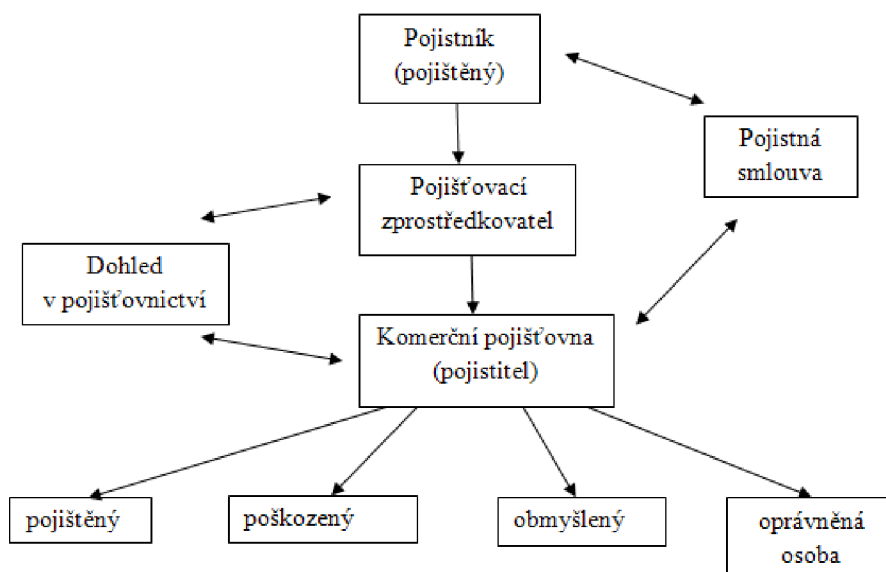 Pojistník
(pojištěný)
Pojistná
smlouva
Pojišťovací
zprostředkovatel
Dohled
v pojišťovnictví
Komerční pojišťovna
(pojistitel)
pojištěný
poškozený
obmyšlený
oprávněná
osoba